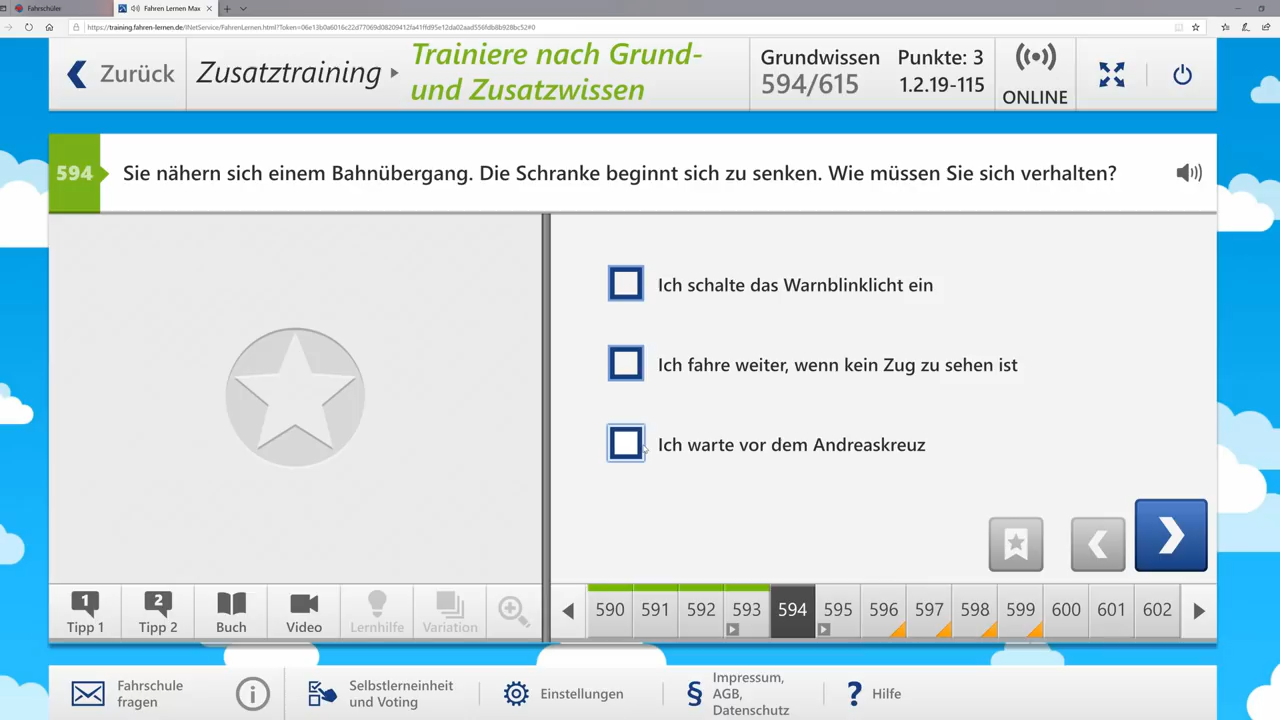 Fahrschüler
Fahren Lernen Max
Zurück
Zusatztraining
Trainiere nach Grund-
und Zusatzwissen
Grundwissen
594/615
Punkte: 3
1.2.19-115
ONLINE
594
Sie nähern sich einem Bahnübergang. Die Schranke beginnt sich zu senken. Wie müssen Sie sich verhalten?
Ich schalte das Warnblinklicht ein
Ich fahre weiter, wenn kein Zug zu sehen ist
Ich warte vor dem Andreaskreuz
1
Tipp 1
2
Tipp 2
Buch
Video
Lernhilfe
Variation
590 591 592 593 594 595 596 597 598 599 600 601 602
Fahrschule
fragen
Selbstlerneinheit
und Voting
Einstellungen
§
Impressum,
AGB,
Datenschutz
?
Hilfe